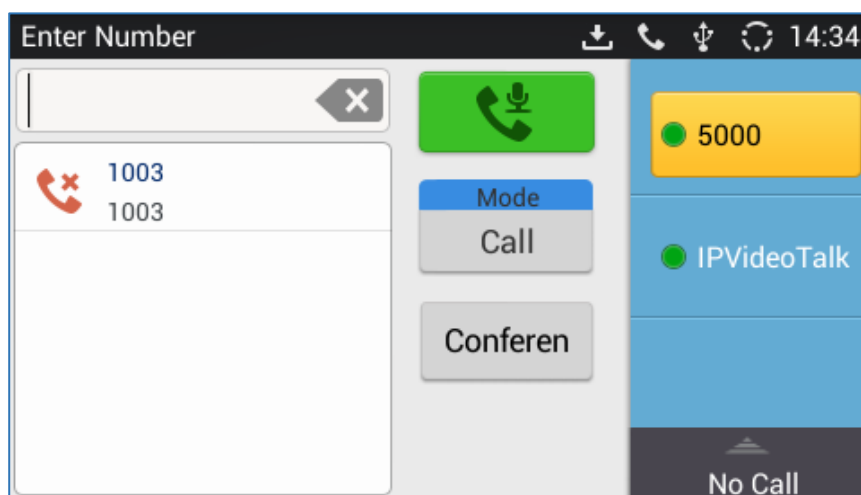 Enter Number
14:34
1003
1003
Mode
Call
Conferen
5000
IPVideoTalk
No Call